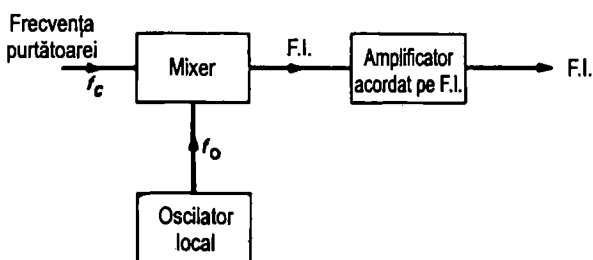 Frecvența
purtătoarei
f_c
Mixer
F.I.
Amplificator
acordat pe F.I.
F.I.
f_o
Oscilator
local